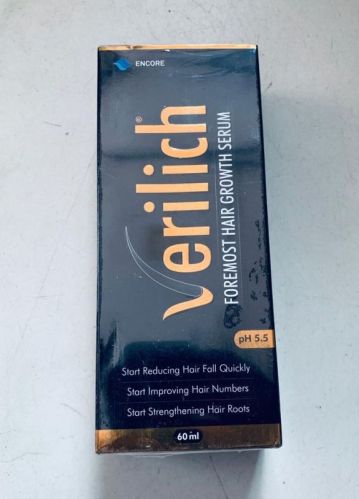 ENCORE
Verilich®
FOREMOST HAIR GROWTH SERUM
pH 5.5
Start Reducing Hair Fall Quickly
Start Improving Hair Numbers
Start Strengthening Hair Roots
60 ml